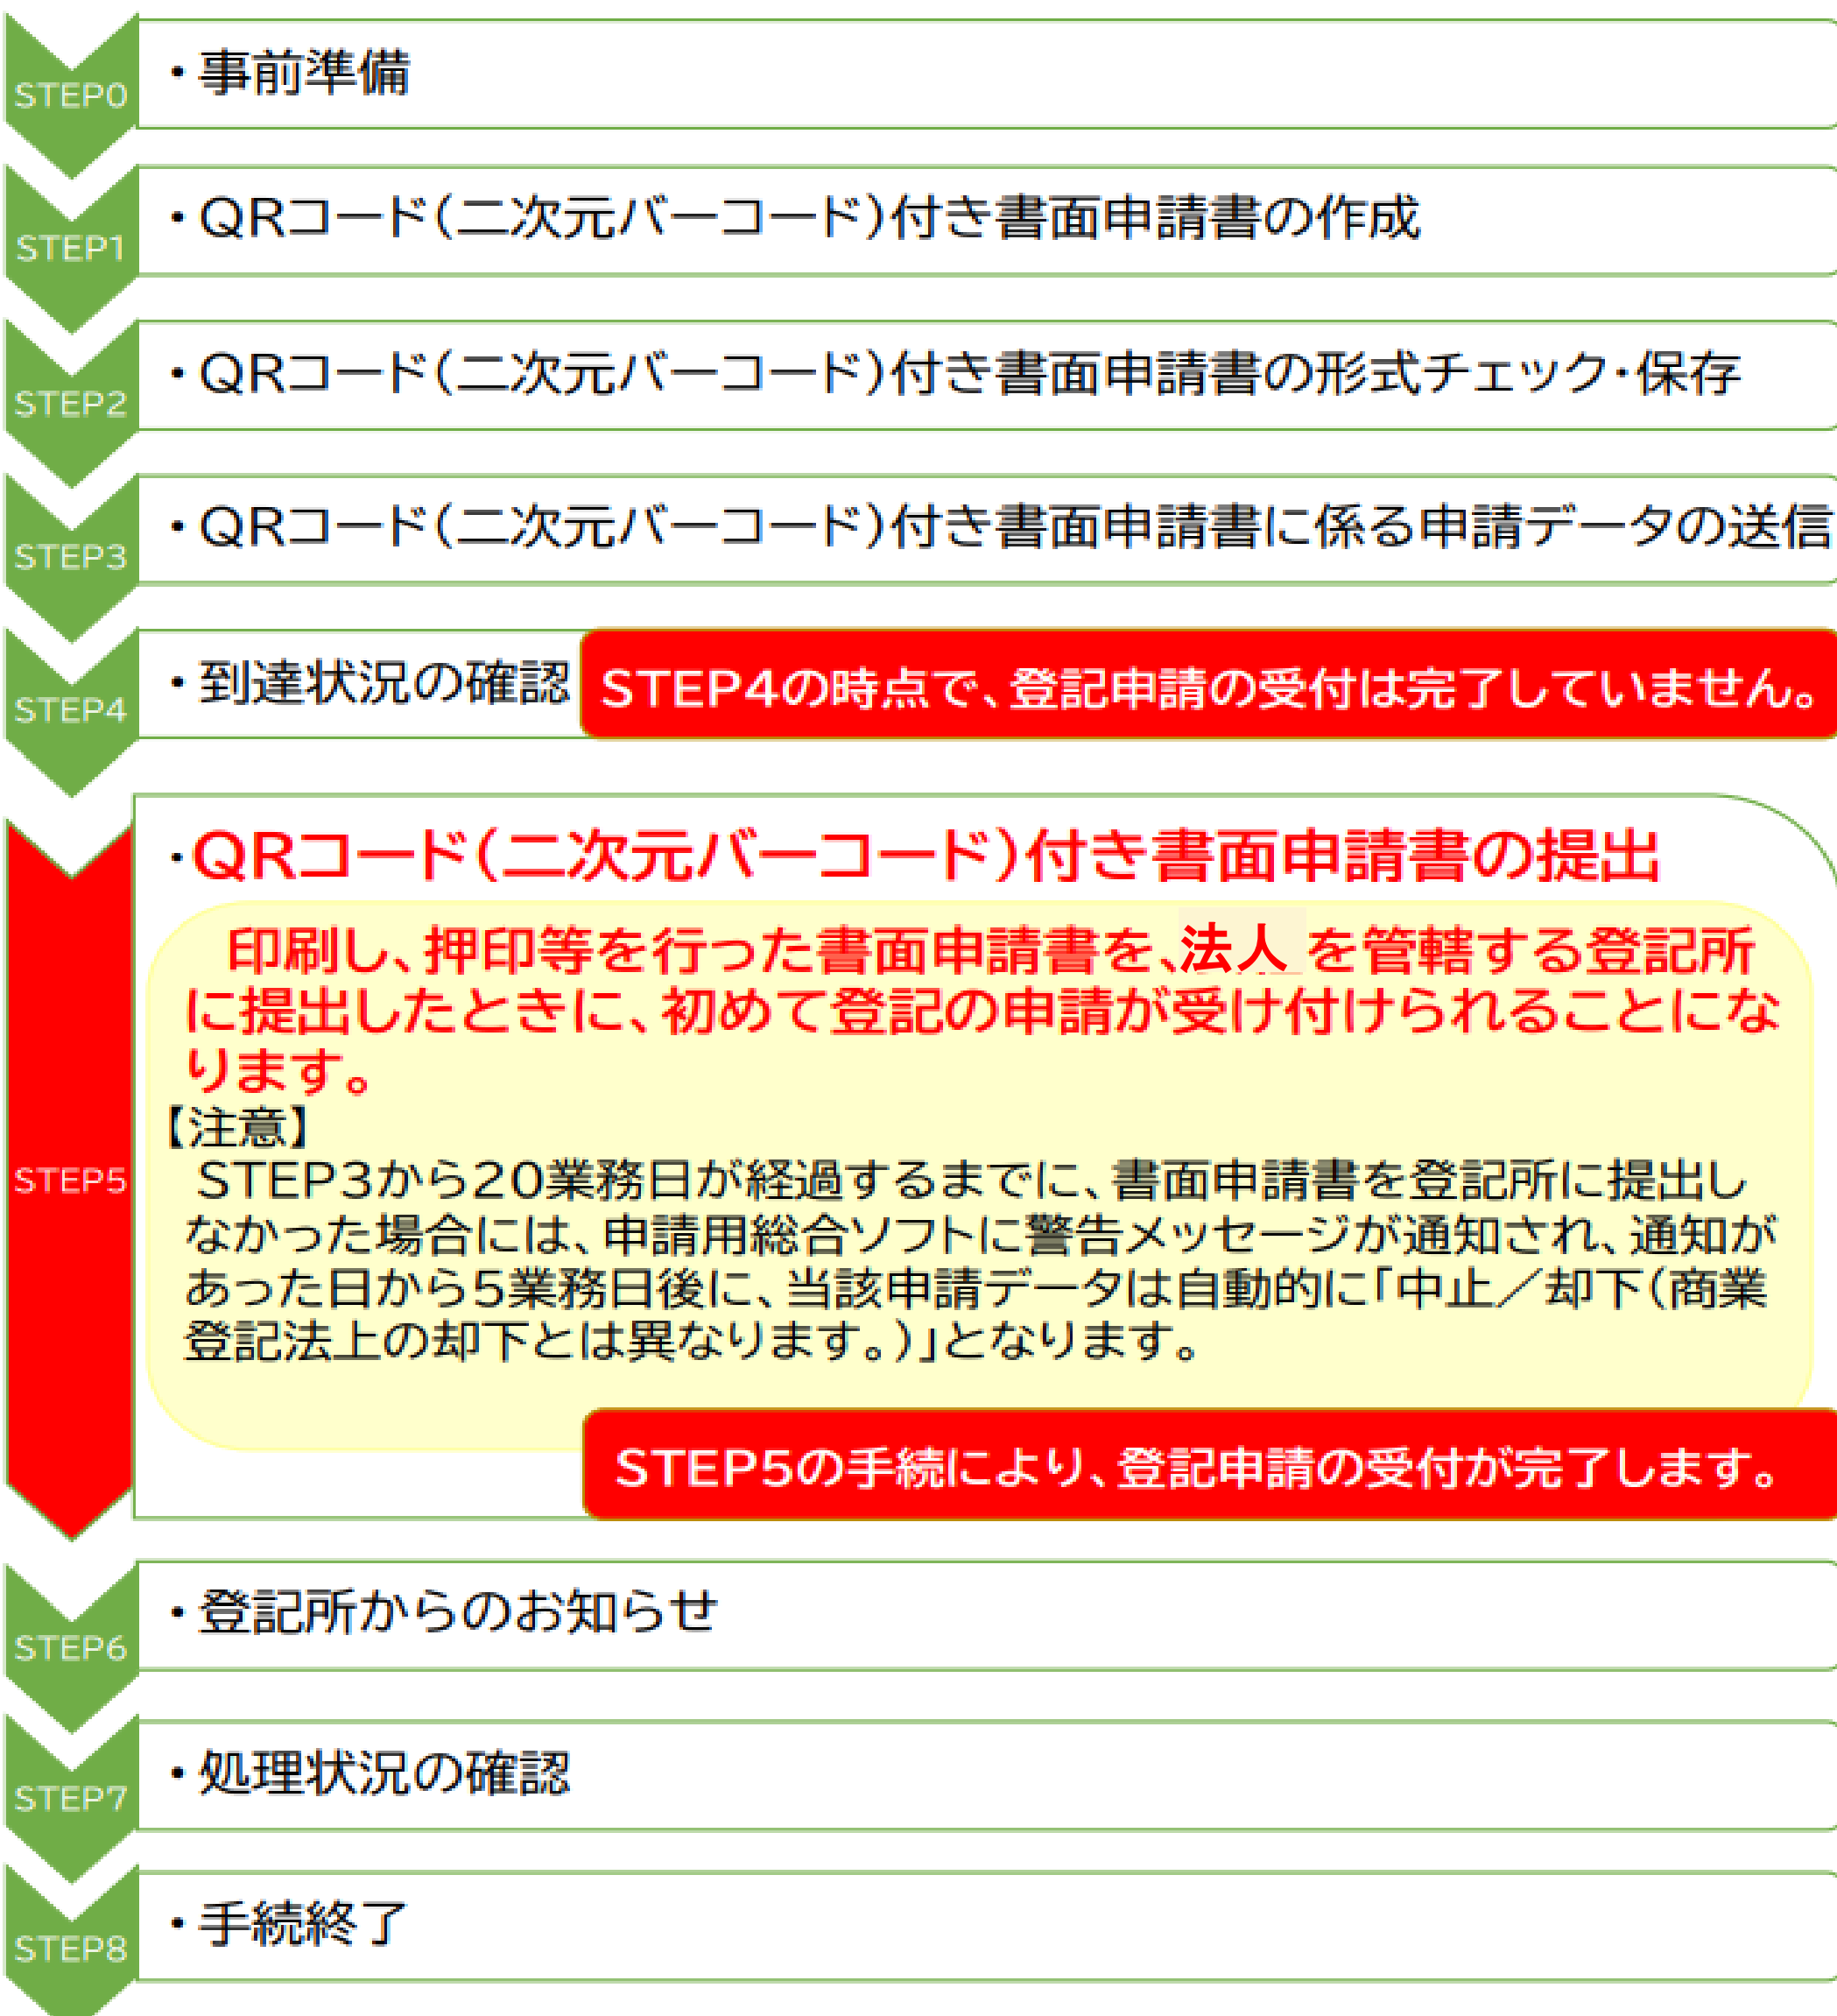 STEP0
・事前準備
STEP1
・QRコード(二次元バーコード)付き書面申請書の作成
STEP2
・QRコード(二次元バーコード)付き書面申請書の形式チェック・保存
STEP3
・QRコード(二次元バーコード)付き書面申請書に係る申請データの送信
STEP4
・到達状況の確認
STEP4の時点で、登記申請の受付は完了していません。
STEP5
・QRコード(二次元バーコード)付き書面申請書の提出
印刷し、押印等を行った書面申請書を、法人を管轄する登記所
に提出したときに、初めて登記の申請が受け付けられることにな
ります。
【注意】
STEP3から20業務日が経過するまでに、書面申請書を登記所に提出し
なかった場合には、申請用総合ソフトに警告メッセージが通知され、通知が
あった日から5業務日後に、当該申請データは自動的に「中止/却下(商業
登記法上の却下とは異なります。)」となります。
STEP5の手続により、登記申請の受付が完了します。
STEP6
・登記所からのお知らせ
STEP7
・処理状況の確認
STEP8
・手続終了